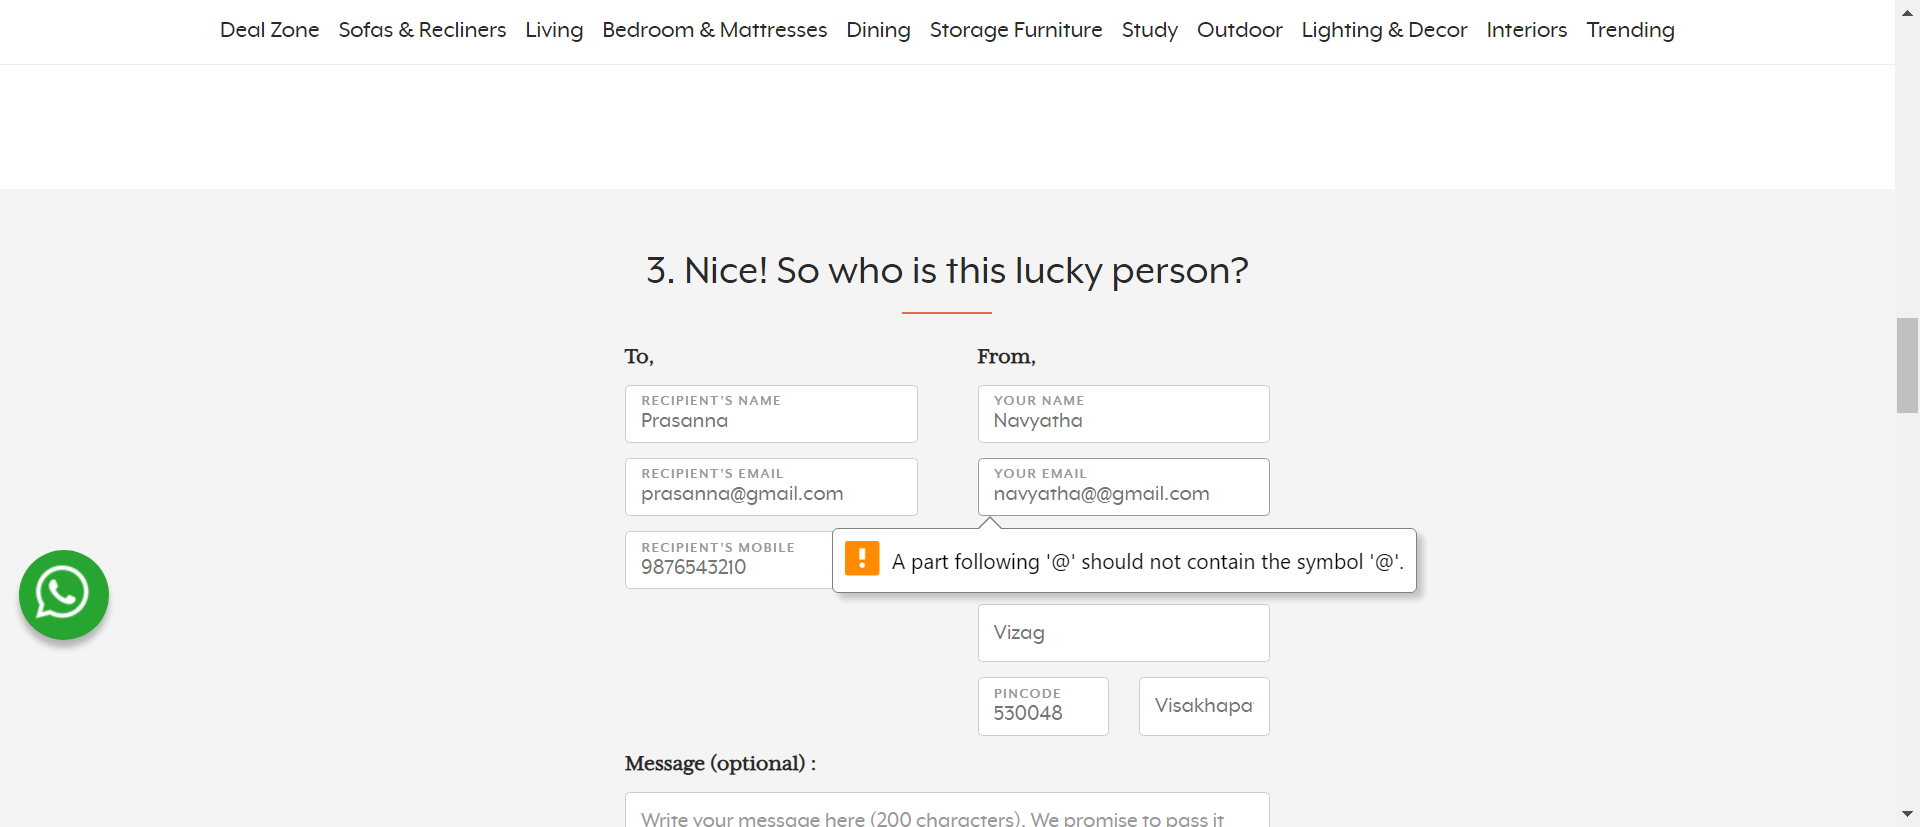 Deal Zone Sofas & Recliners Living Bedroom & Mattresses Dining Storage Furniture Study Outdoor Lighting & Decor Interiors Trending
3. Nice! So who is this lucky person?
To,
From,
RECIPIENT'S NAME
Prasanna
YOUR NAME
Navyatha
RECIPIENT'S EMAIL
prasanna@gmail.com
YOUR EMAIL
navyatha@@gmail.com
RECIPIENT'S MOBILE
9876543210
A part following '@' should not contain the symbol '@'.
Vizag
PINCODE
530048
Visakhapa
Message (optional) :
Write your message here (200 characters). We promise to pass it